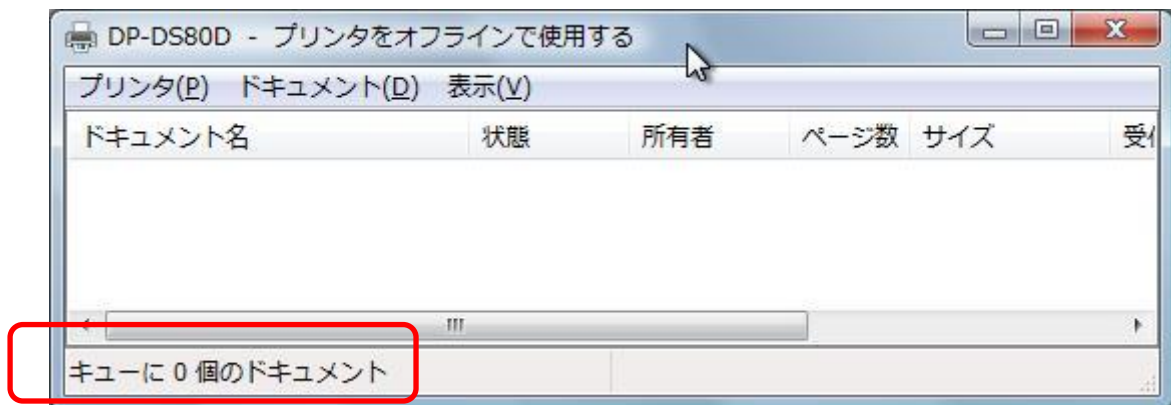 DP-DS80D - プリンタをオフラインで使用する
プリンタ(P) ドキュメント(D) 表示(V)
ドキュメント名 状態 所有者 ページ数 サイズ 受
キューに 0 個のドキュメント